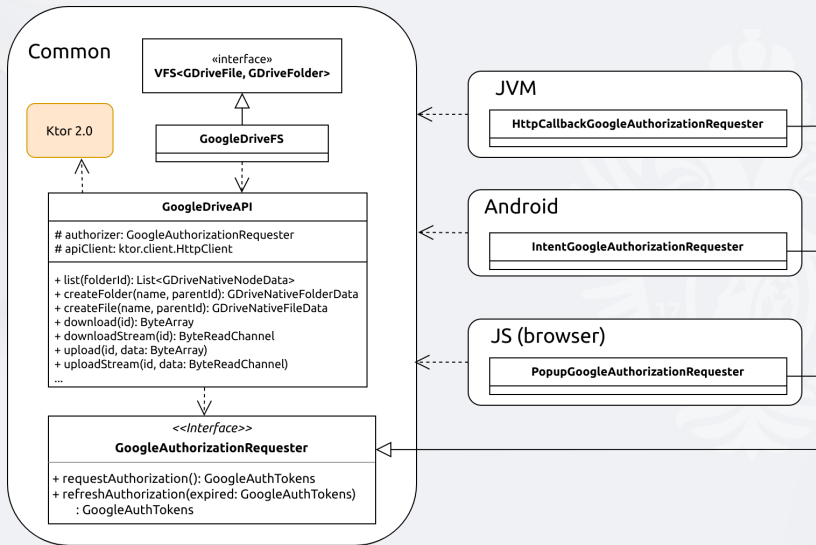 Common
«interface»
VFS<GDriveFile, GDriveFolder>
Ktor 2.0
GoogleDriveFS
GoogleDriveAPI
# authorizer: GoogleAuthorizationRequester
# apiClient: ktor.client.HttpClient
+ list(folderId): List<GDriveNativeNodeData>
+ createFolder(name, parentId): GDriveNativeFolderData
+ createFile(name, parentId): GDriveNativeFileData
+ download(id): ByteArray
+ downloadStream(id): ByteReadChannel
+ upload(id, data: ByteArray)
+ uploadStream(id, data: ByteReadChannel)
...
<<Interface>>
GoogleAuthorizationRequester
+ requestAuthorization(): GoogleAuthTokens
+ refreshAuthorization(expired: GoogleAuthTokens)
: GoogleAuthTokens
JVM
HttpCallbackGoogleAuthorizationRequester
Android
IntentGoogleAuthorizationRequester
JS (browser)
PopupGoogleAuthorizationRequester